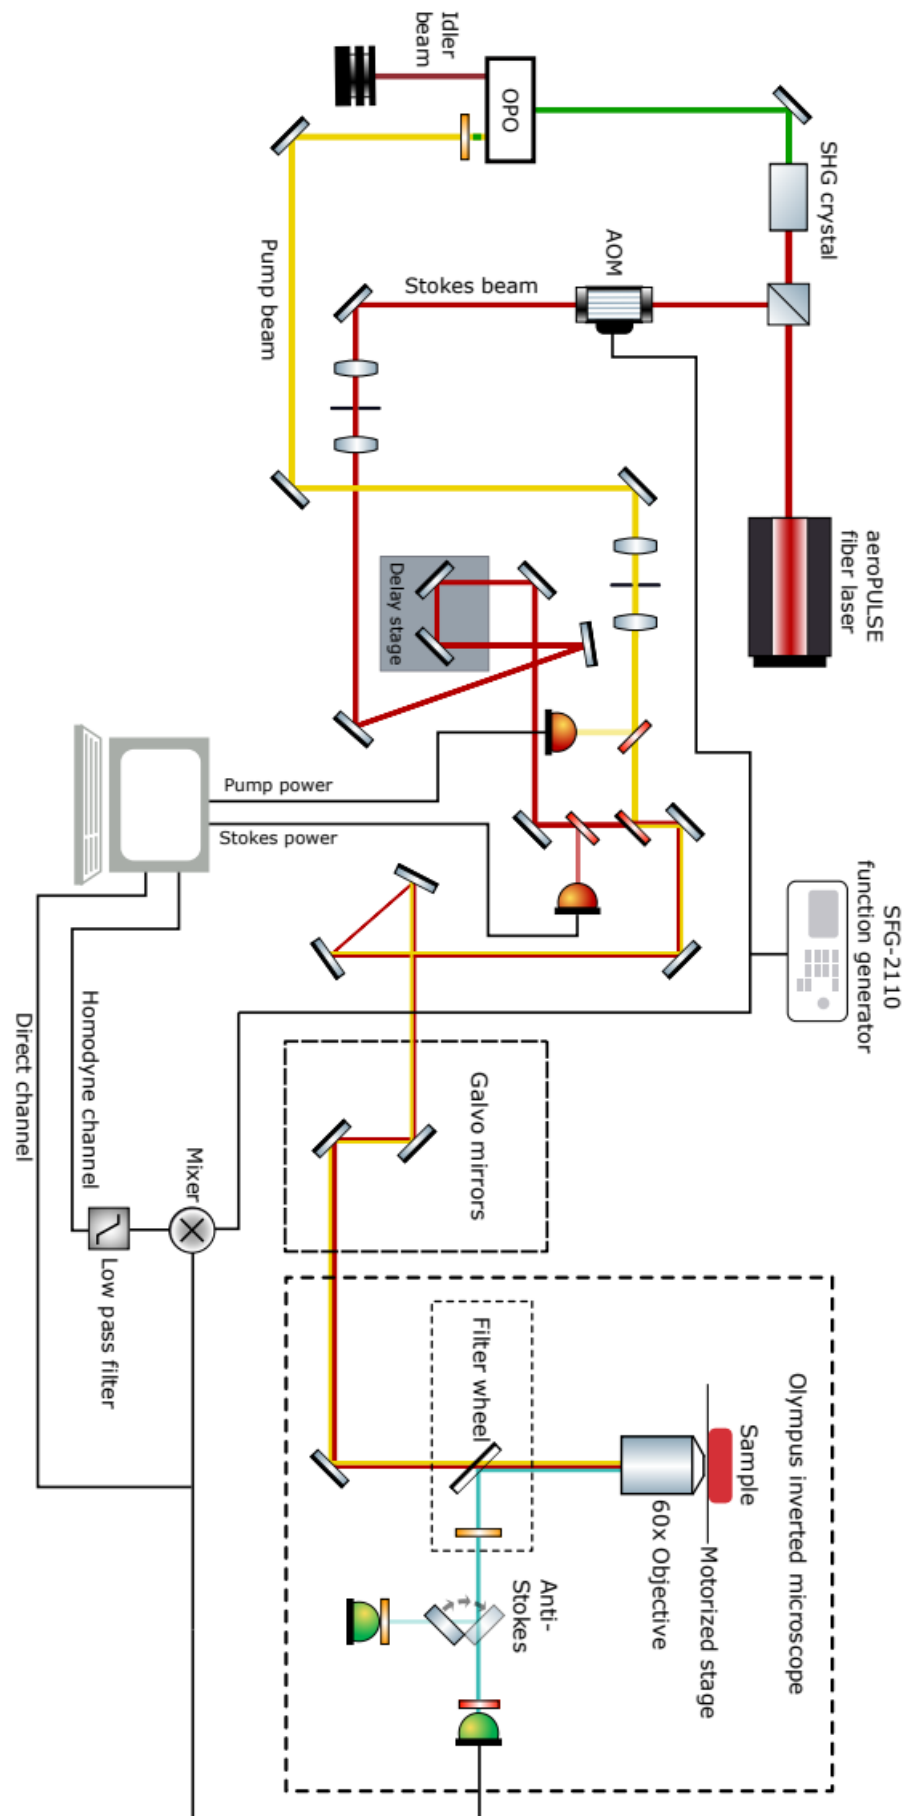 Idler
beam
OPO
SHG crystal
AOM
Stokes beam
Pump beam
aeroPULSE
fiber laser
Delay stage
Pump power
Stokes power
SFG-2110
function generator
Galvo mirrors
Homodyne channel
Direct channel
Mixer
Low pass filter
Olympus inverted microscope
Filter wheel
Sample
Motorized stage
60x Objective
Anti-
Stokes